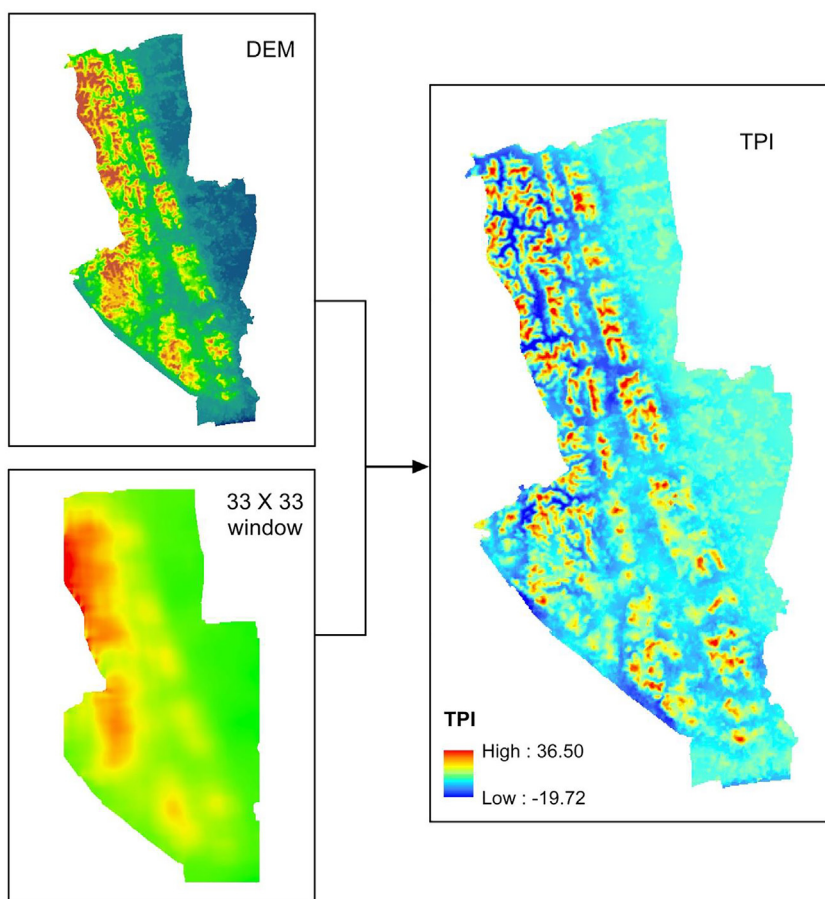 DEM
33 X 33
window
TPI
TPI
High : 36.50
Low : -19.72